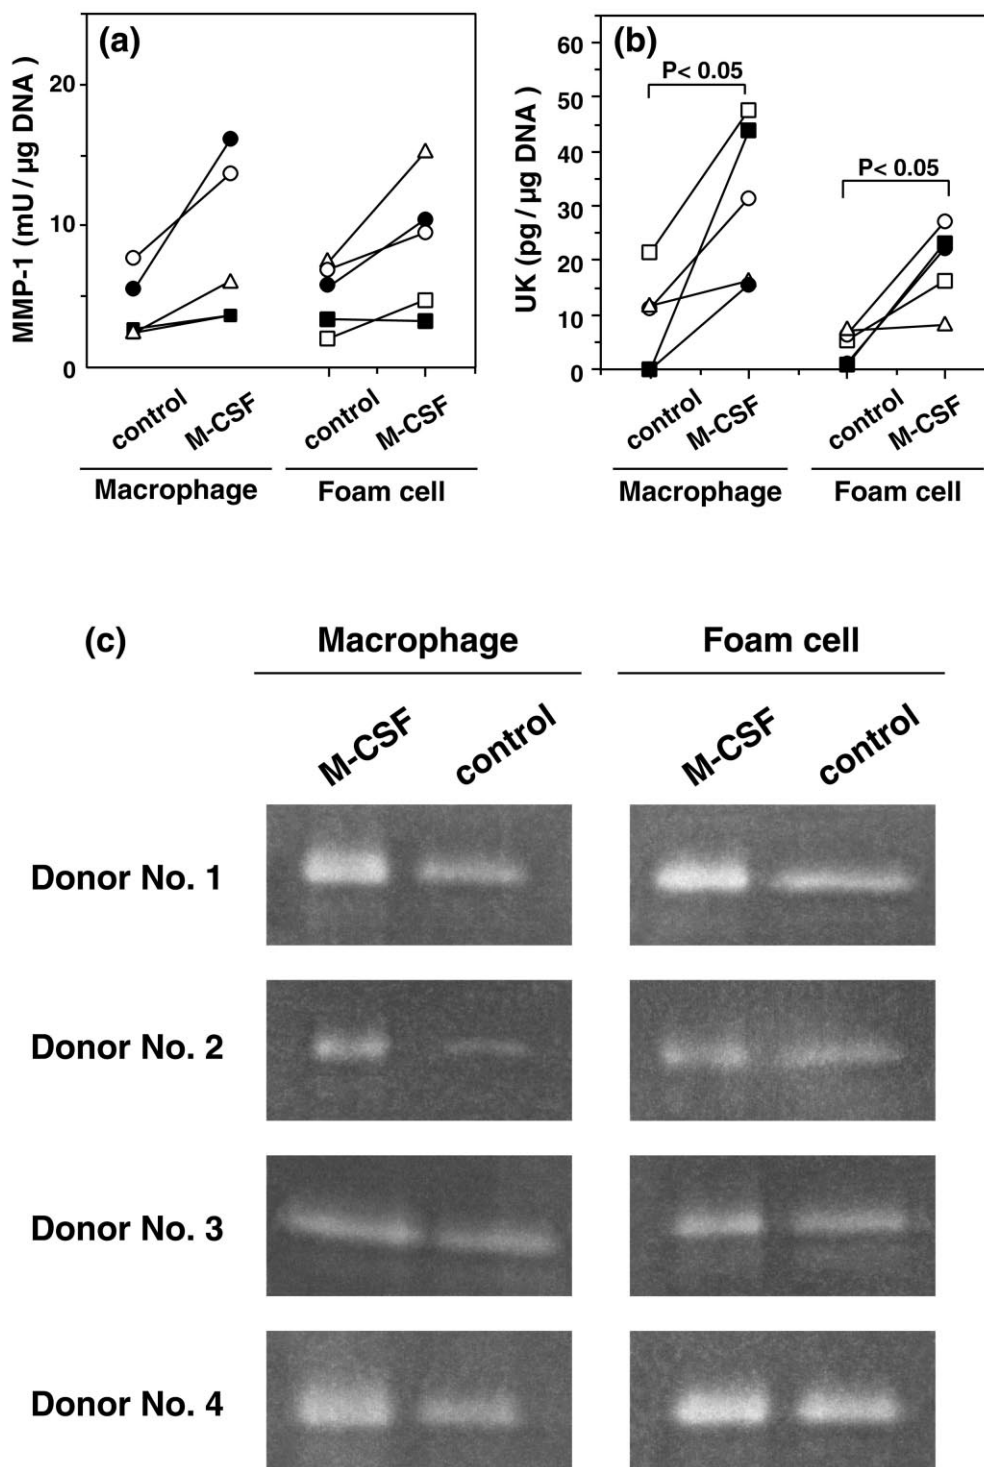 (a)
MMP-1 (mU / µg DNA )
20
10
0
control
M-CSF
control
M-CSF
Macrophage
Foam cell
(b)
UK (pg / µg DNA )
60
50
40
30
20
10
0
P< 0.05
P< 0.05
control
M-CSF
control
M-CSF
Macrophage
Foam cell
(c)
Macrophage
Foam cell
M-CSF
control
M-CSF
control
Donor No. 1
Donor No. 2
Donor No. 3
Donor No. 4